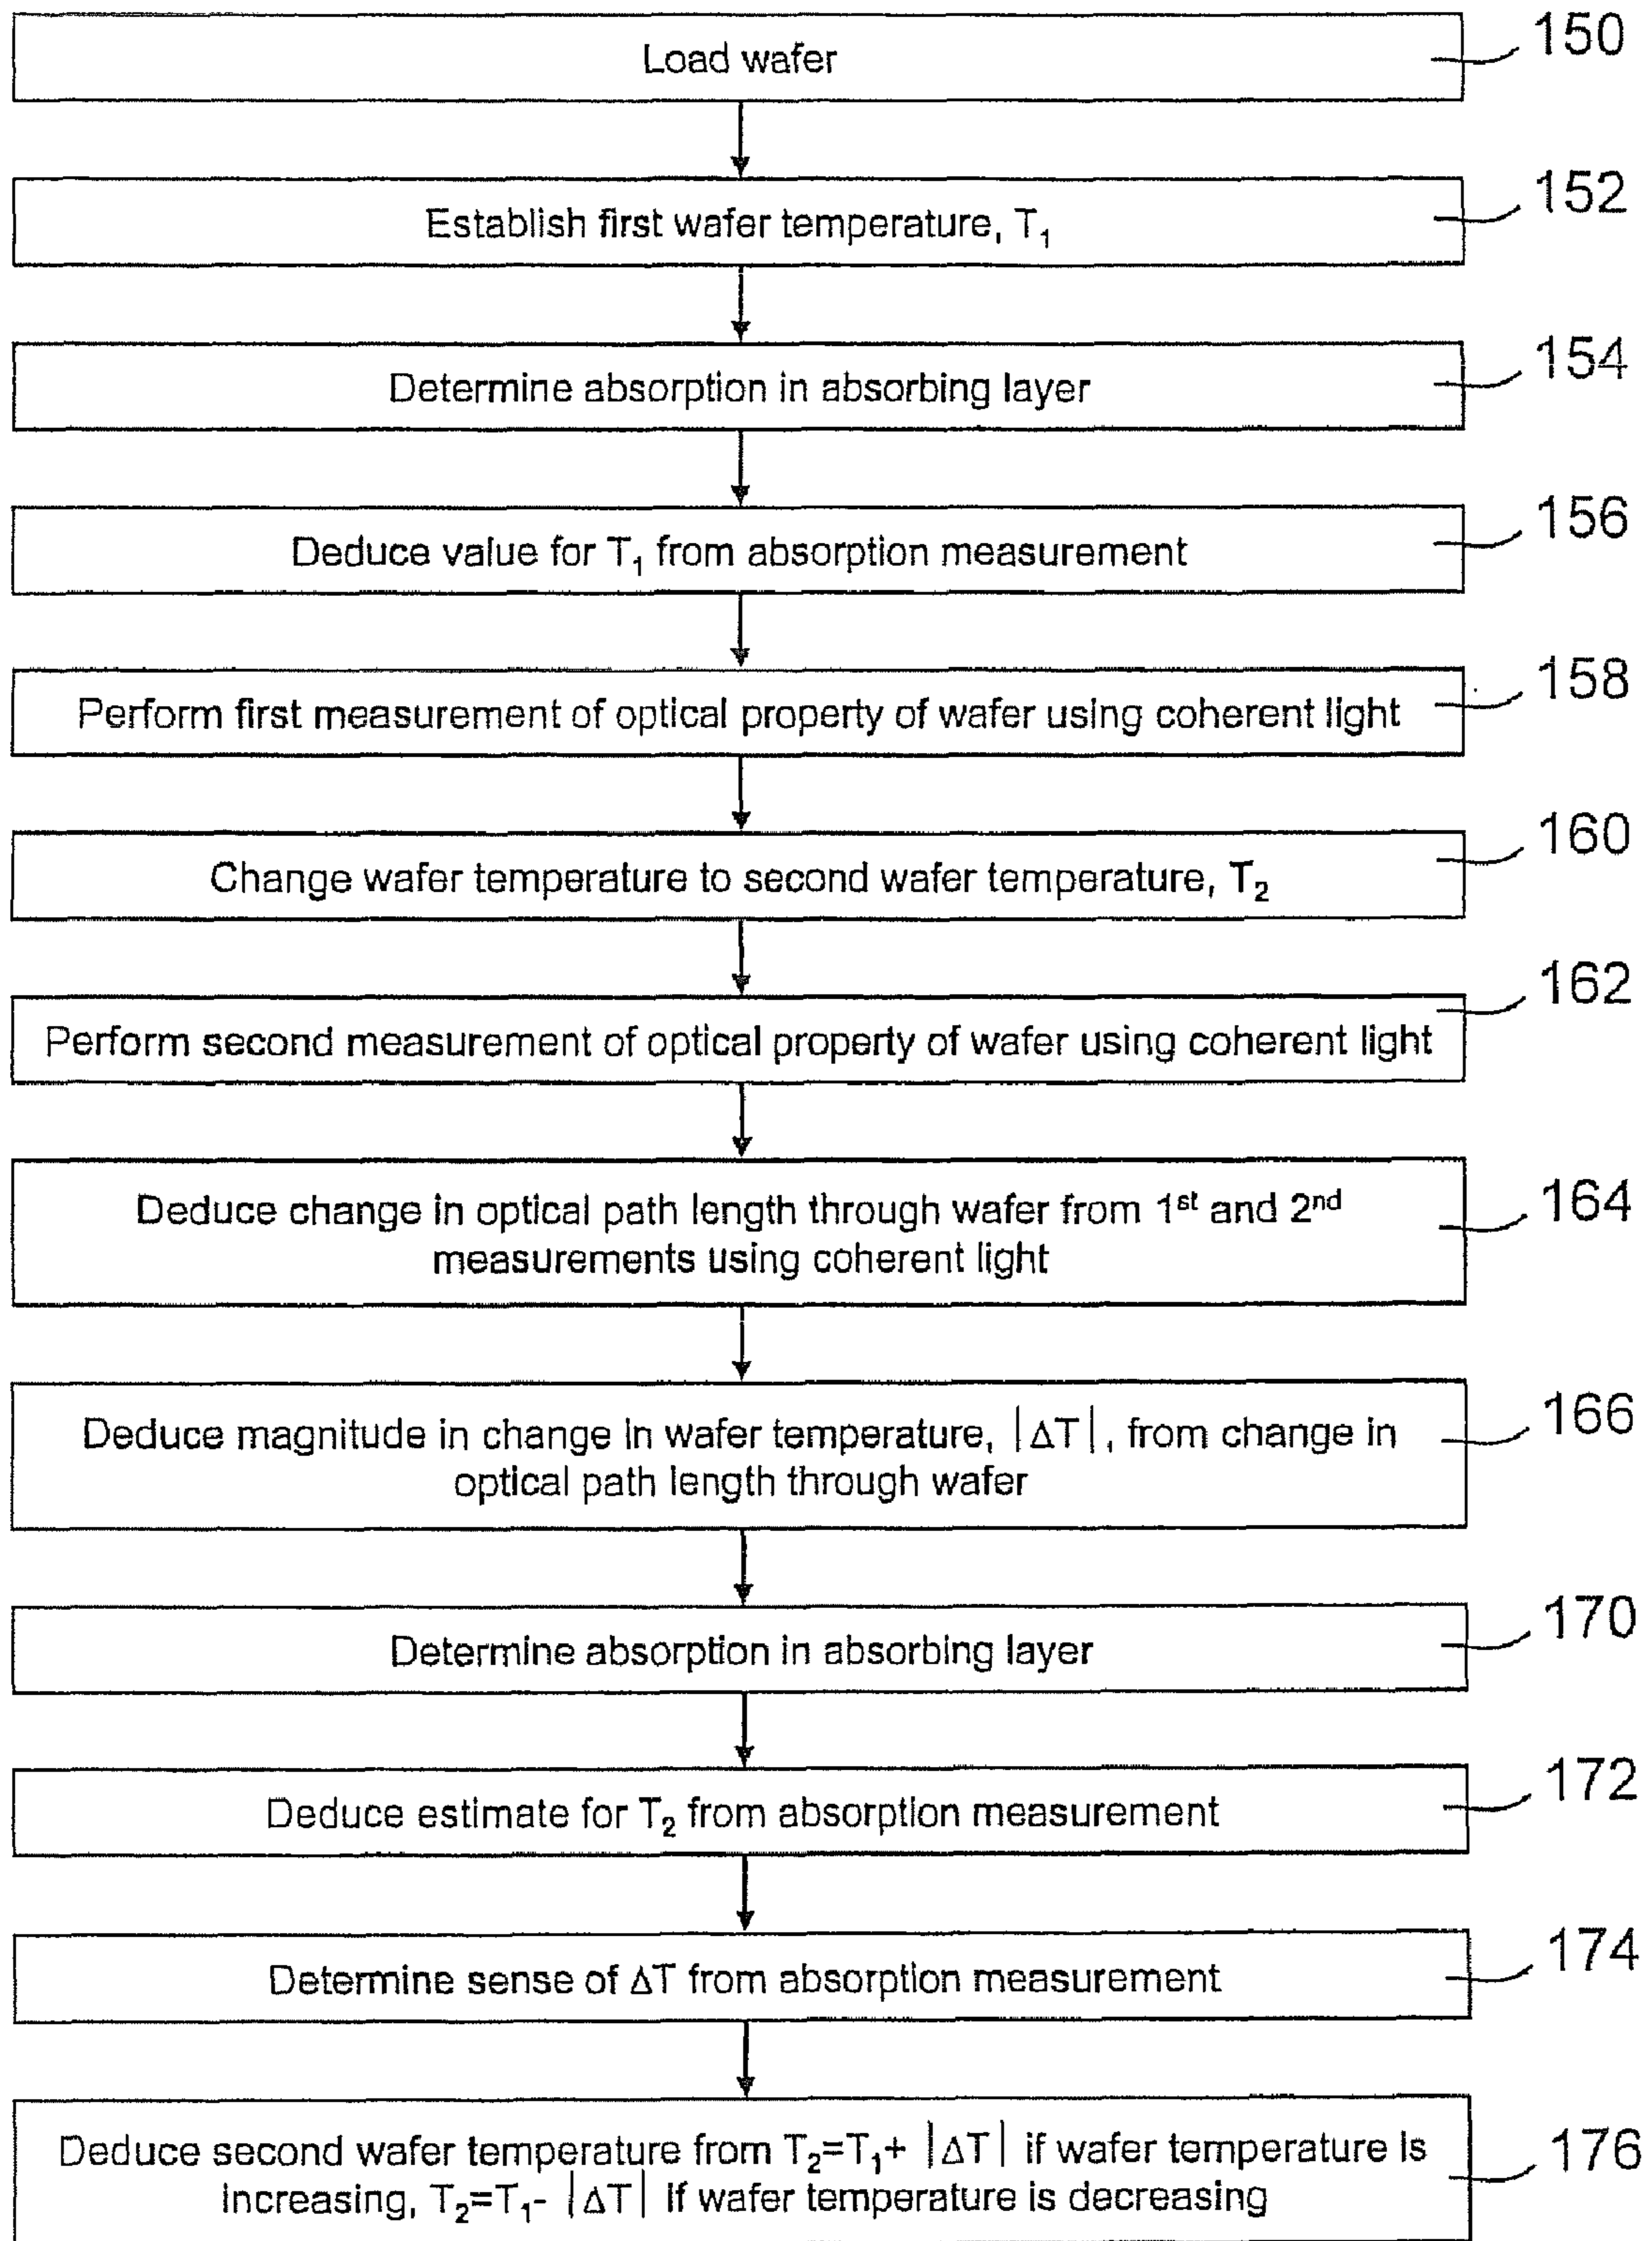 Load wafer
150
Establish first wafer temperature, T₁
152
Determine absorption in absorbing layer
154
Deduce value for T₁ from absorption measurement
156
Perform first measurement of optical property of wafer using coherent light
158
Change wafer temperature to second wafer temperature, T₂
160
Perform second measurement of optical property of wafer using coherent light
162
Deduce change in optical path length through wafer from 1ˢᵗ and 2ⁿᵈ
measurements using coherent light
164
Deduce magnitude in change in wafer temperature, |ΔT|, from change in
optical path length through wafer
166
Determine absorption in absorbing layer
170
Deduce estimate for T₂ from absorption measurement
172
Determine sense of ΔT from absorption measurement
174
Deduce second wafer temperature from T₂=T₁+ |ΔT| if wafer temperature is
increasing, T₂=T₁- |ΔT| if wafer temperature is decreasing
176